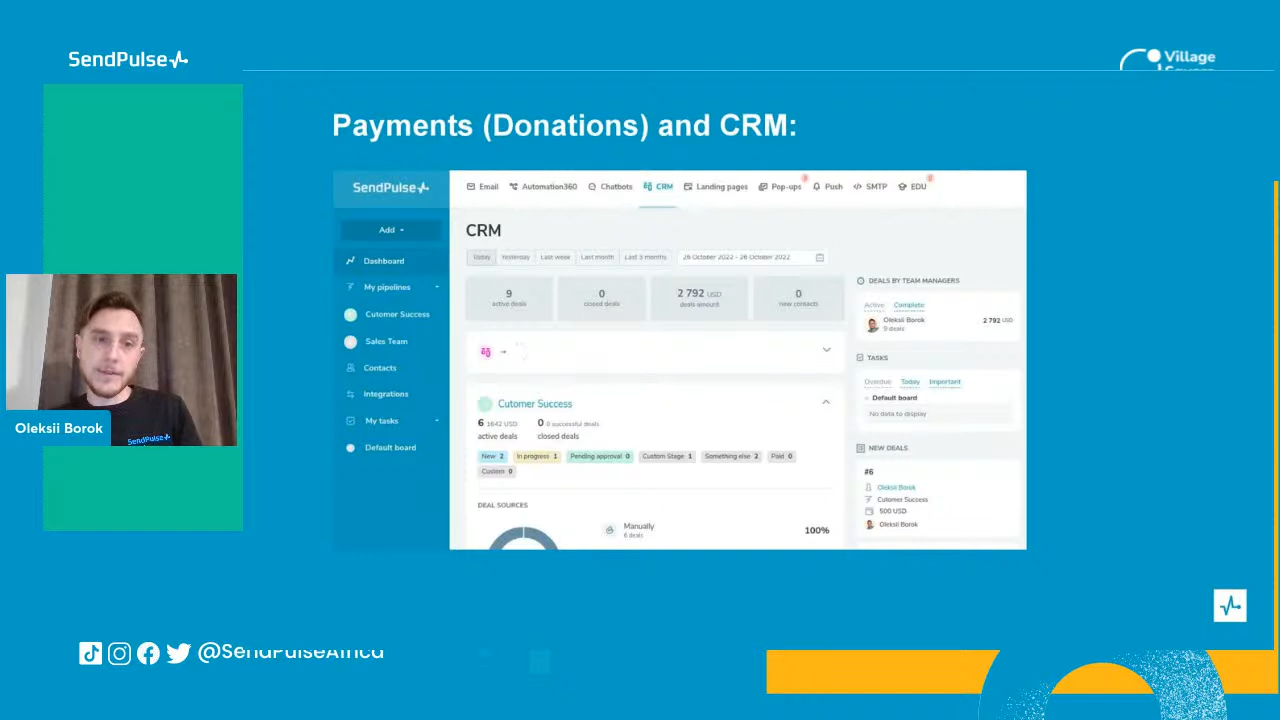 SendPulse
Village
Payments (Donations) and CRM:
SendPulse
Email Automation360 Chatbots CRM Landing pages Pop-ups Push SMTP EDU
Add
Dashboard
My pipelines
Cutomer Success
Sales Team
Contacts
Integrations
My tasks
Default board
CRM
Today Yesterday Last week Last month Last 3 months 26 October 2022 - 26 October 2022
9
active deals
0
closed deals
2 792 USD
deals amount
0
new contacts
Cutomer Success
6 1642 USD
active deals
0 0 successful deals
closed deals
New 2 In progress 1 Pending approval 0 Custom Stage 1 Something else 2 Paid 0
Custom 0
DEAL SOURCES
Manually
6 deals
100%
DEALS BY TEAM MANAGERS
Active Complete
Oleksii Borok
9 deals
2 792 USD
TASKS
Overdue Today Important
Default board
No data to display
NEW DEALS
#6
Oleksii Borok
Cutomer Success
500 USD
Oleksii Borok
Oleksii Borok
SendPulse
@SendPulseAfrica